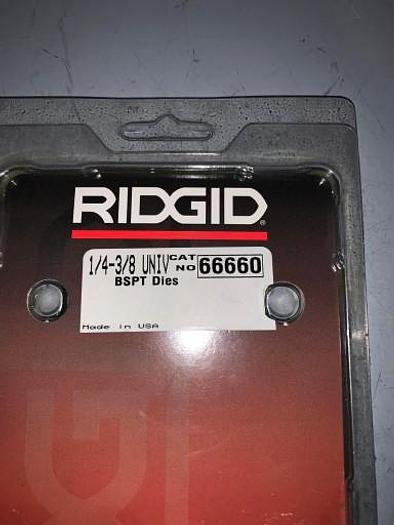 RIDGID®
1/4-3/8 UNIV CAT NO 66660
BSPT Dies
Made in USA